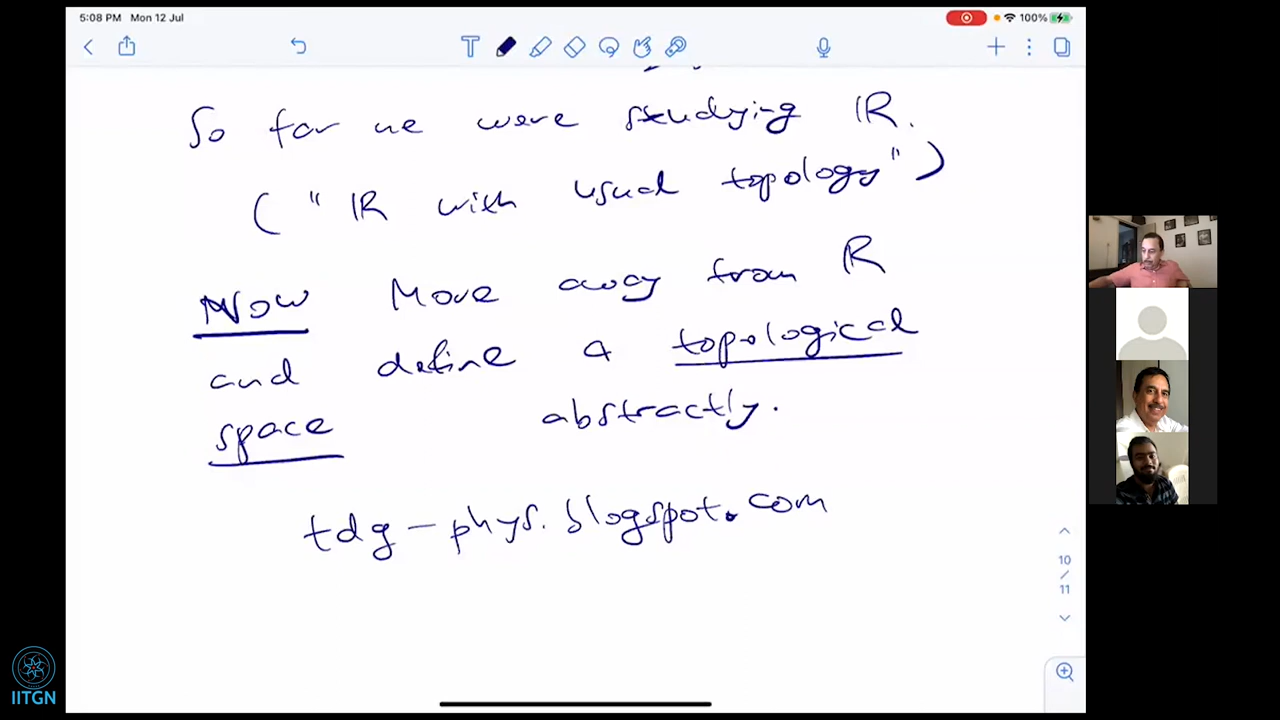 5:08 PM Mon 12 Jul
100%
So far we were studying IR.
( " IR with usual topology" )
Now Move away from R
and define a topological
space abstractly.
tdg - phys. blogspot.com
10
/
11
IITGN